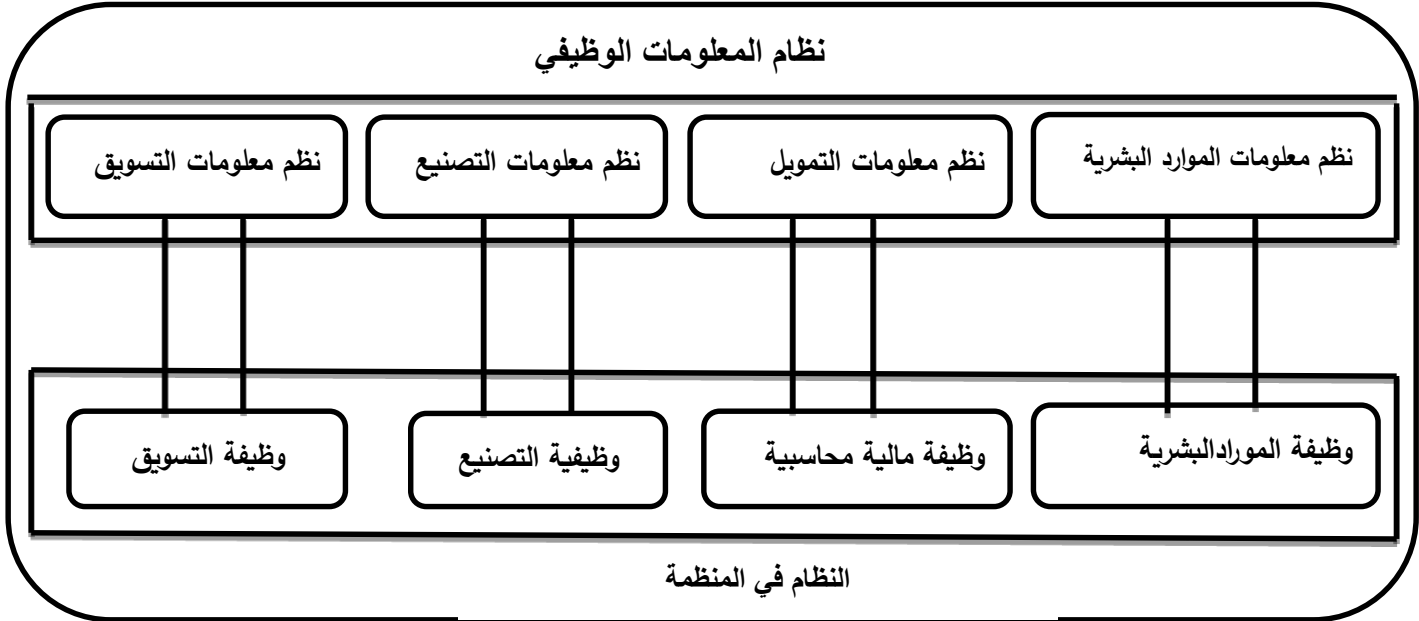 نظام المعلومات الوظيفي
نظم معلومات الموارد البشرية
نظم معلومات التمويل
نظم معلومات التصنيع
نظم معلومات التسويق
وظيفة المورادالبشرية
وظيفة مالية محاسبية
وظيفية التصنيع
وظيفة التسويق
النظام في المنظمة